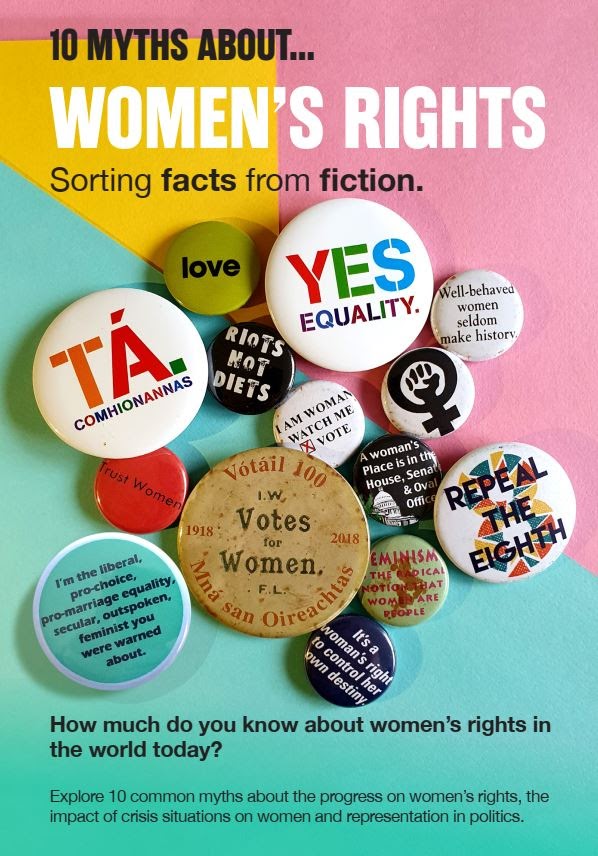 10 MYTHS ABOUT...
WOMEN'S RIGHTS
Sorting facts from fiction.
love
YES
EQUALITY.
Well-behaved
women
seldom
make history.
TÁ.
COMHIONANNAS
RIOTS
NOT
DIETS
I AM WOMAN
WATCH ME
VOTE
A woman's
Place is in the
House, Senate
& Oval
Office
Trust Women
Vótáil 100
I.W.
Votes
for
Women.
F.L.
1918
2018
Mná san Oireachtas
REPEAL
THE
EIGHTH
I'm the liberal,
pro-choice,
pro-marriage equality,
secular, outspoken,
feminist you
were warned
about.
FEMINISM
THE RADICAL
NOTION THAT
WOMEN ARE
PEOPLE
It's a
woman's right
to control her
own destiny.
How much do you know about women's rights in
the world today?
Explore 10 common myths about the progress on women's rights, the
impact of crisis situations on women and representation in politics.